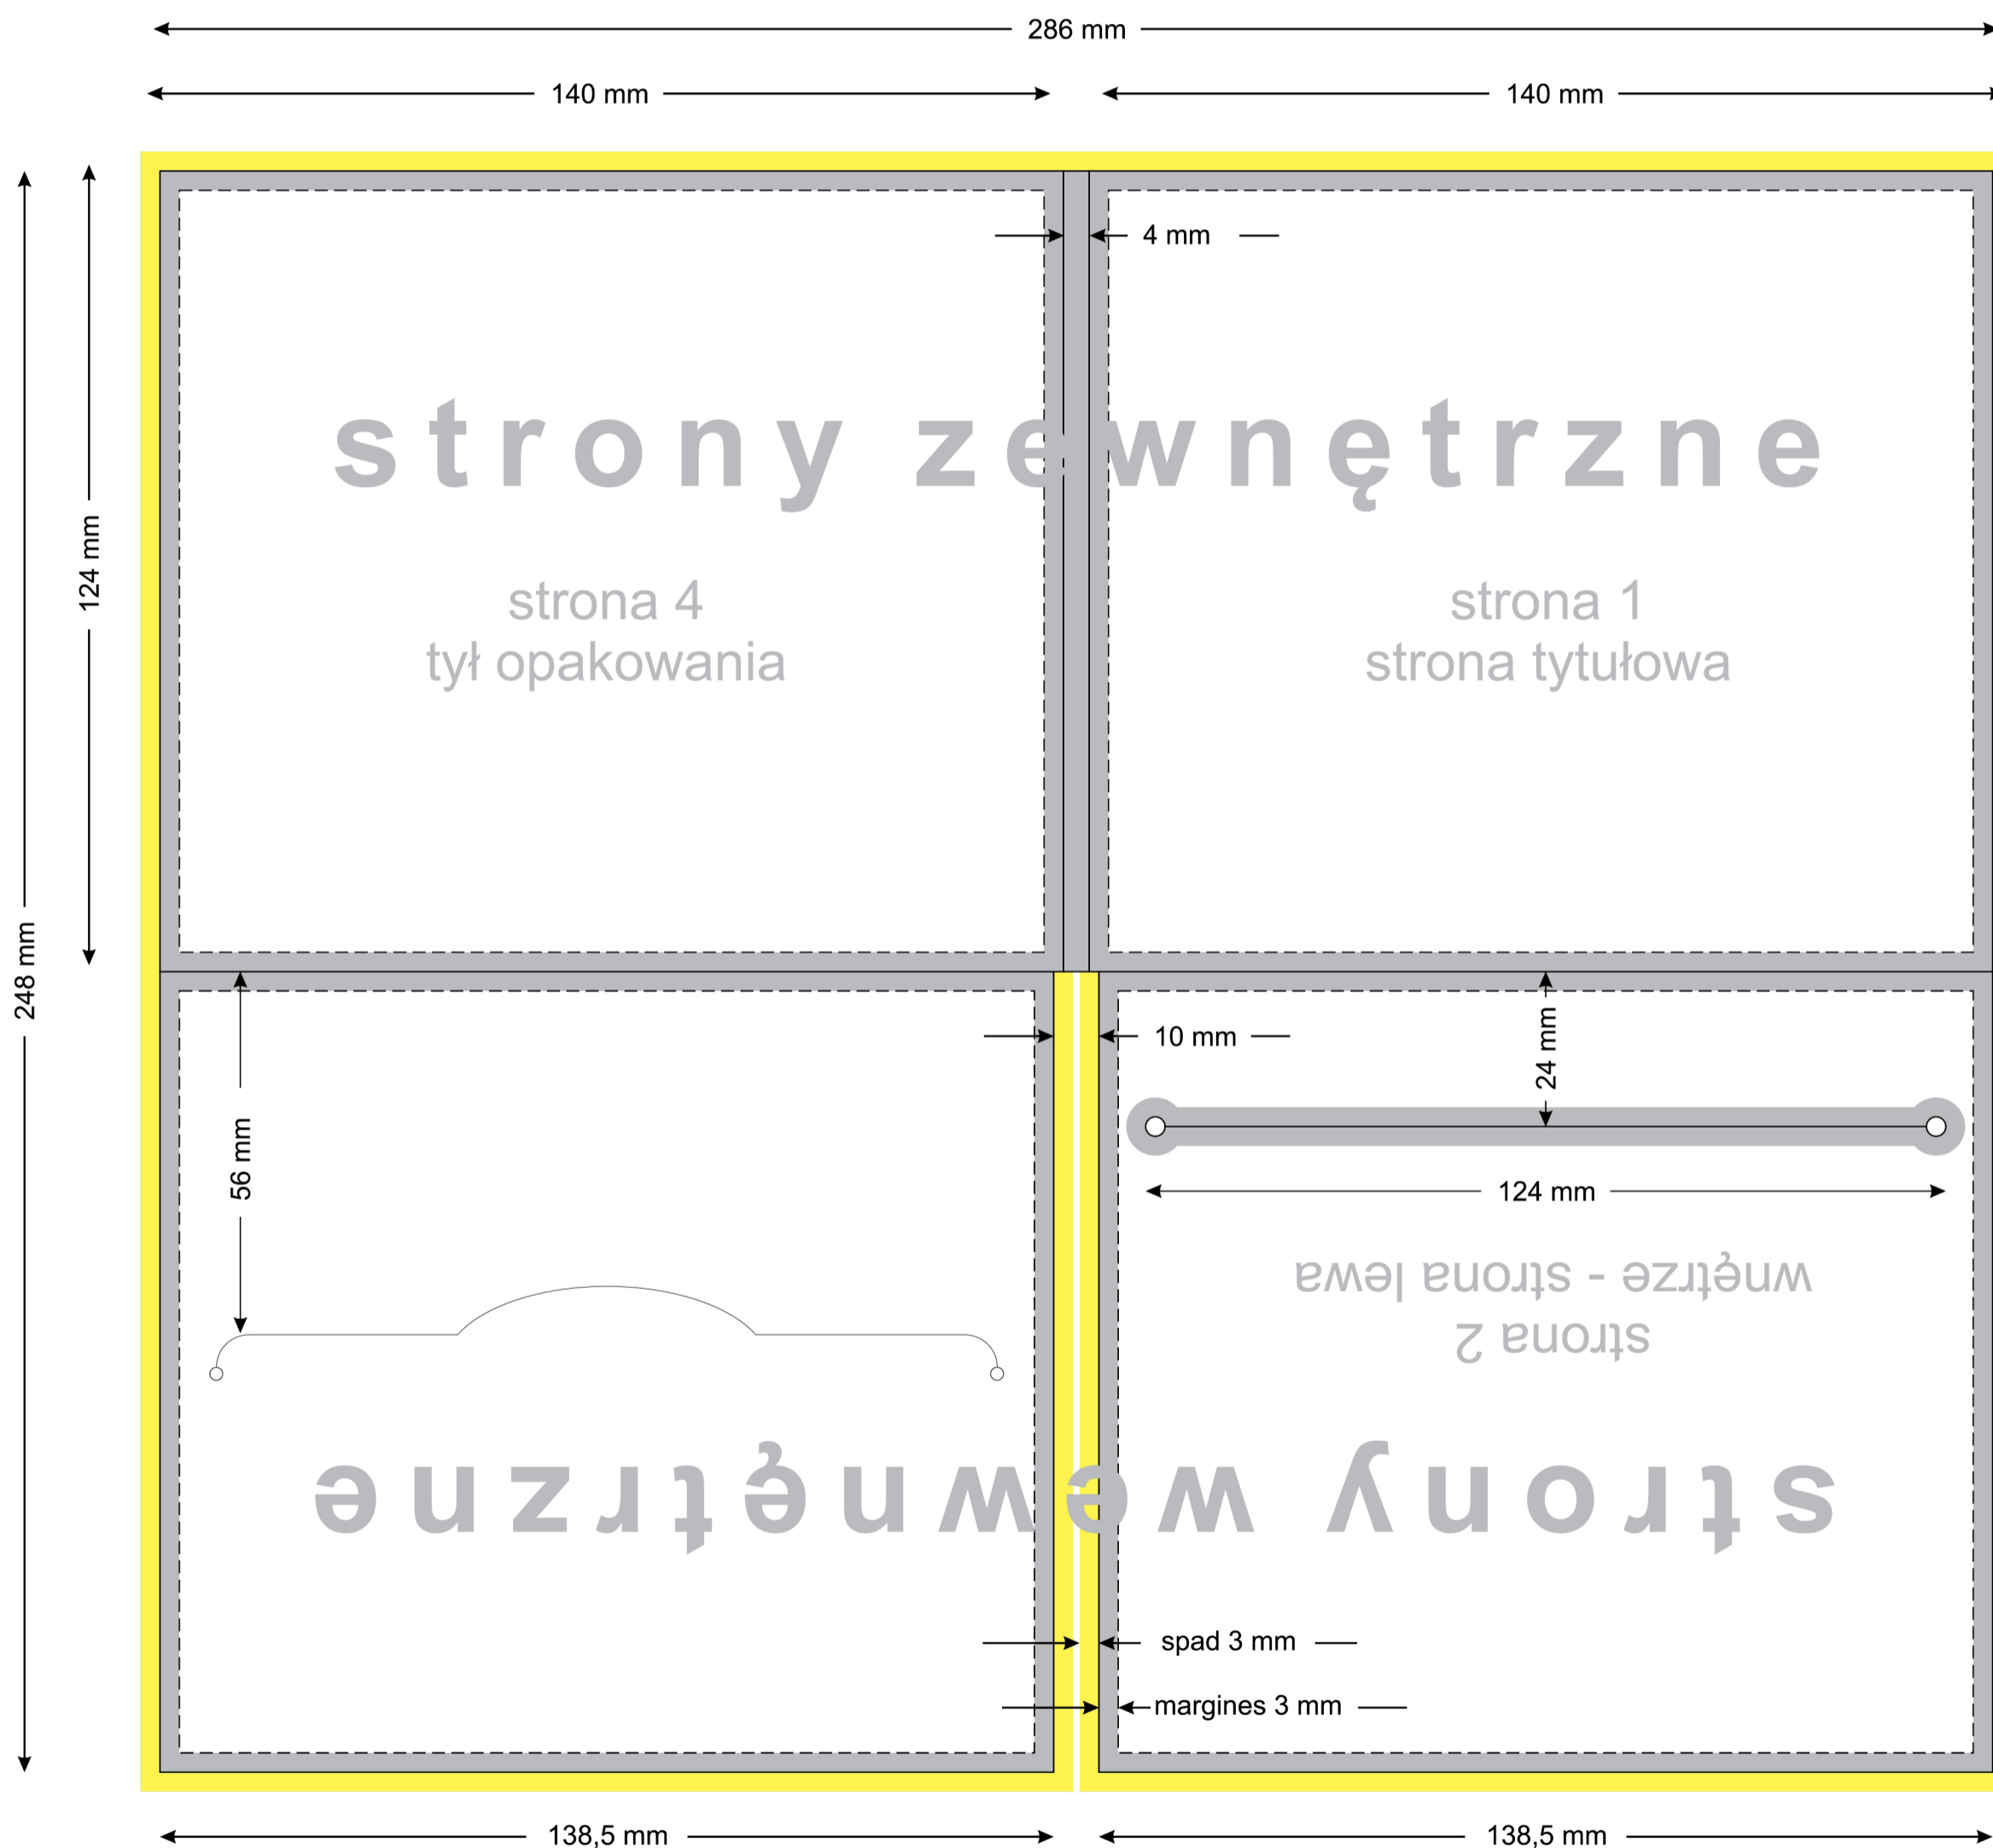 286 mm
140 mm
140 mm
4 mm
strony zewnętrzne
124 mm
strona 4
tył opakowania
strona 1
strona tytułowa
248 mm
10 mm
24 mm
56 mm
124 mm
wnętrze - strona lewa
strona 2
strony wewnętrzne
spad 3 mm
margines 3 mm
138,5 mm
138,5 mm